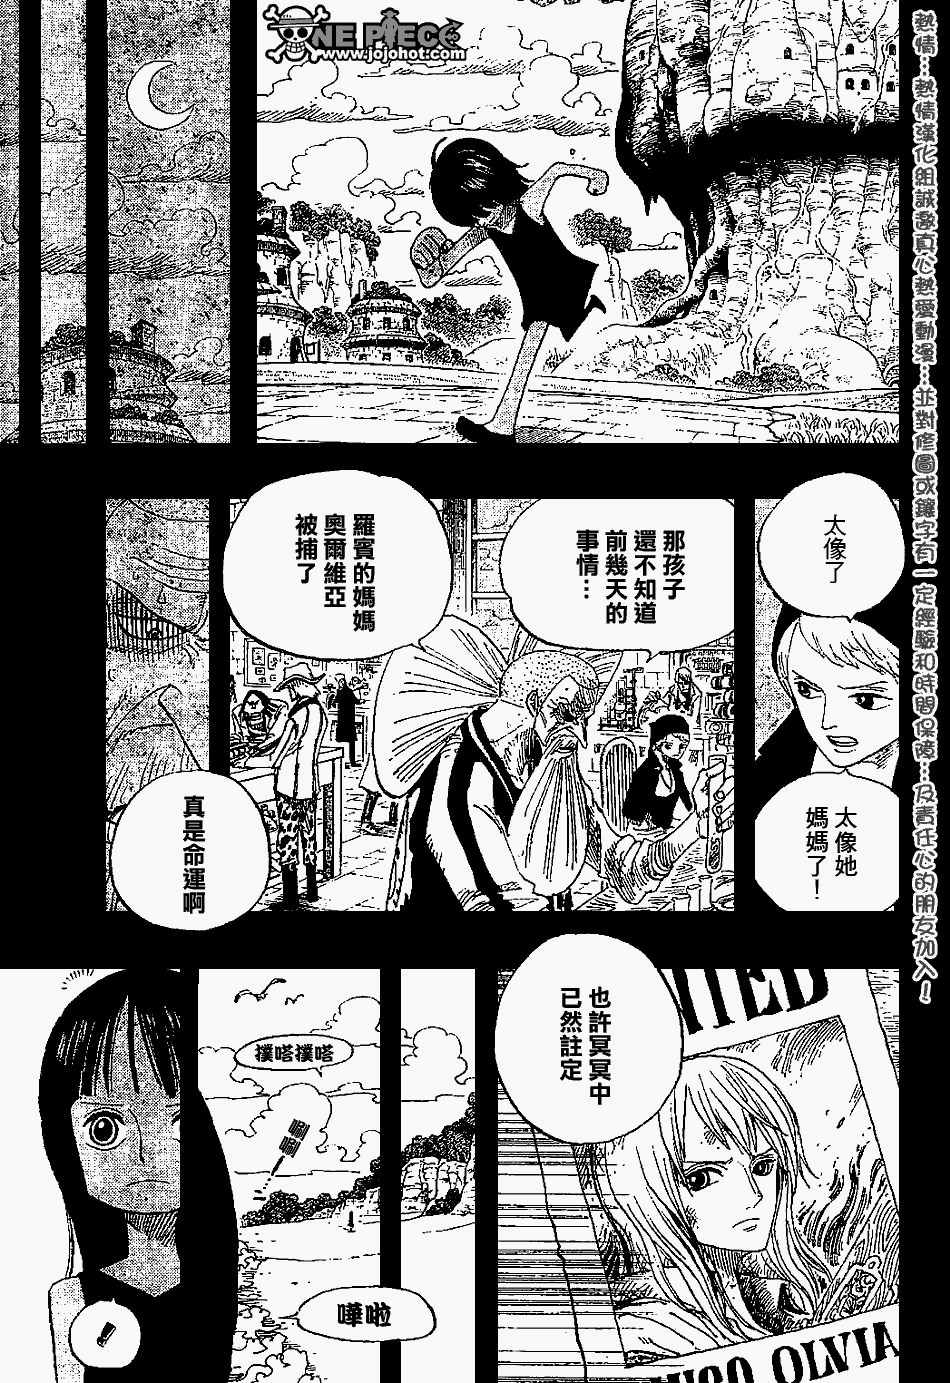 ONE PIECE
www.jojohot.com
熱情…熱情漢化組誠邀真心熱愛動漫…並對修圖或鑲字有一定經驗和時間保障…及責任心的朋友加入！
太像了
太像她
媽媽了！
那孩子
還不知道
前幾天的
事情…
羅賓的媽媽
奧爾維亞
被捕了
真是命運啊
也許冥冥中
已然註定
NTED
OLVIA
撲嗒撲嗒
嘩啦
!!